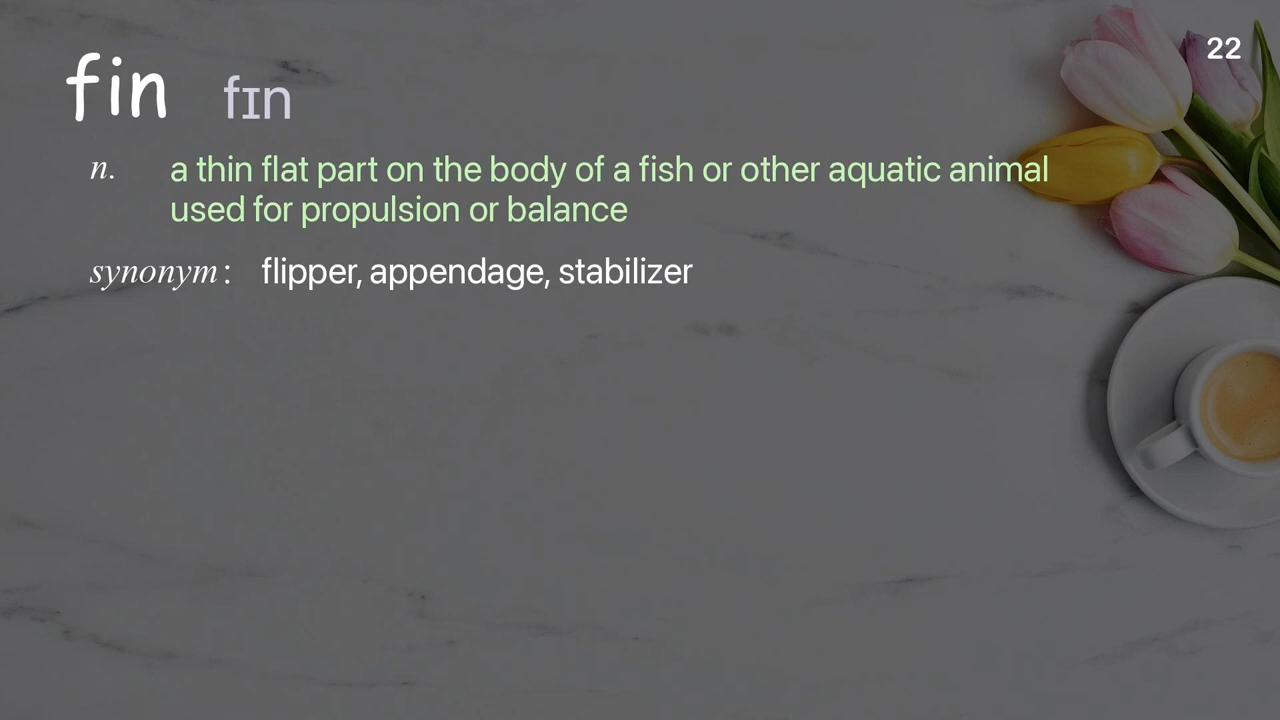 22
fin fɪn
n. a thin flat part on the body of a fish or other aquatic animal
used for propulsion or balance
synonym: flipper, appendage, stabilizer